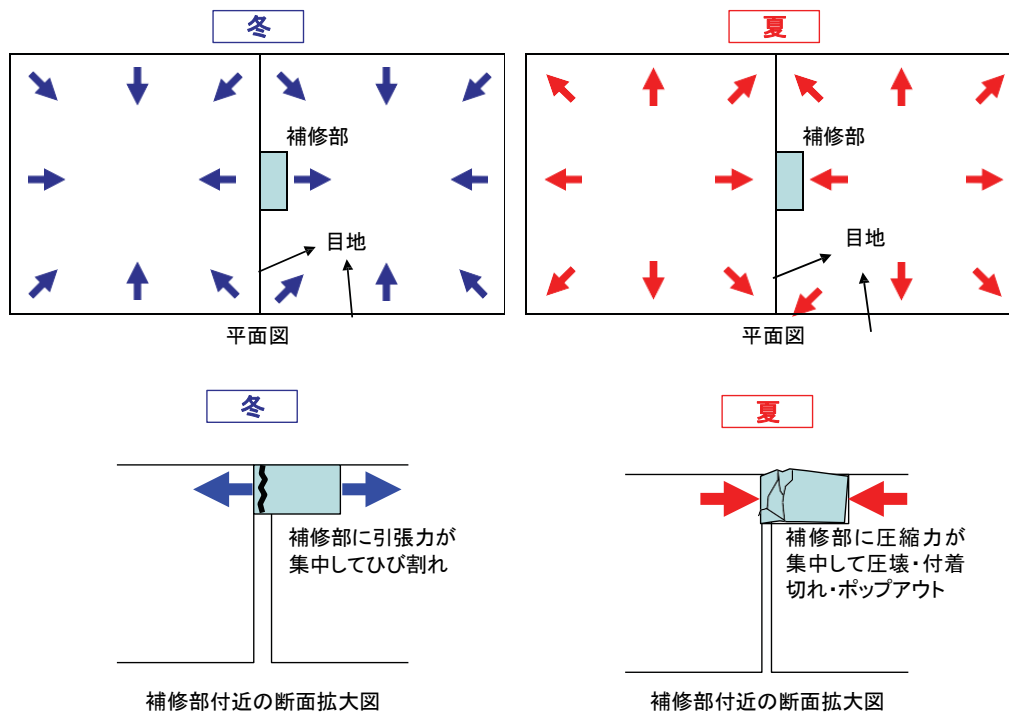 冬
夏
補修部
補修部
目地
目地
平面図
平面図
冬
夏
補修部に引張力が
集中してひび割れ
補修部に圧縮力が
集中して圧壊・付着
切れ・ポップアウト
補修部付近の断面拡大図
補修部付近の断面拡大図